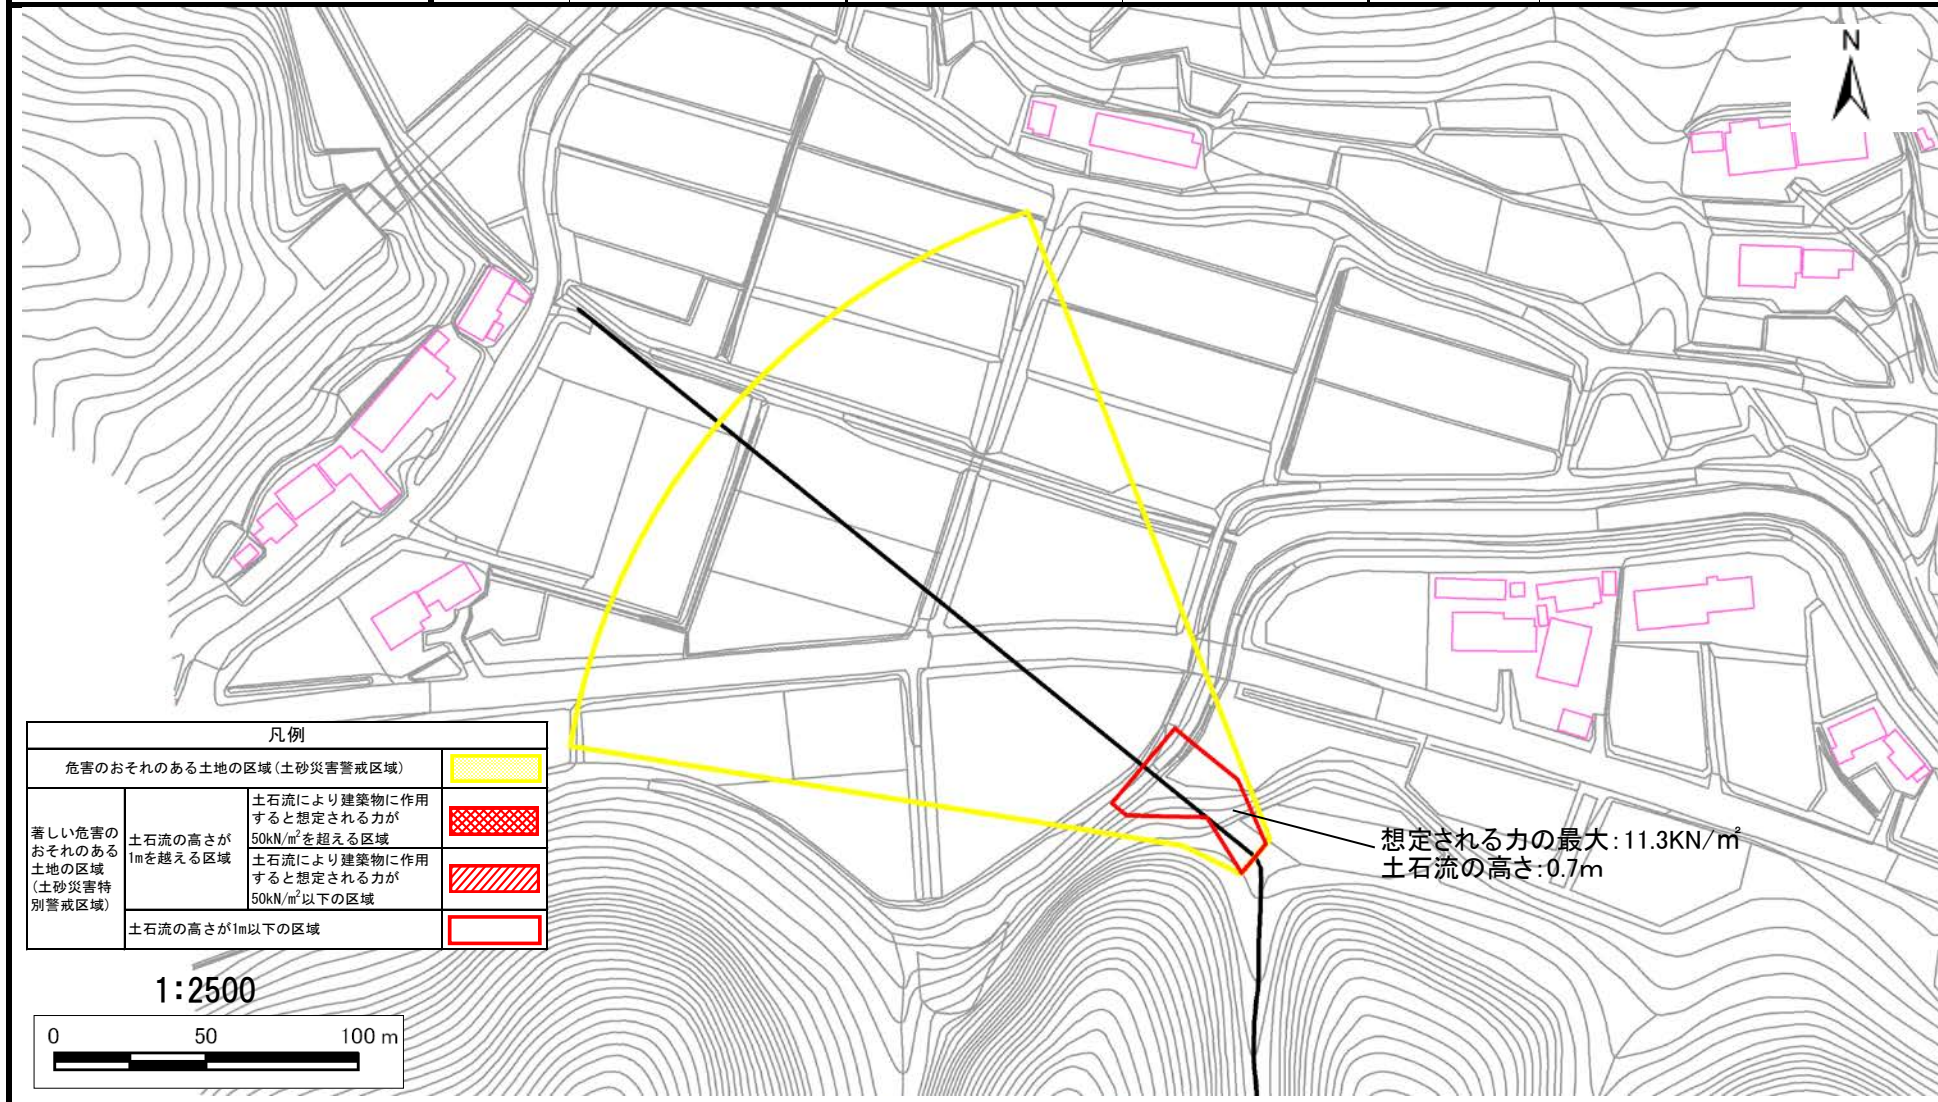 N
想定される力の最大:11.3KN/㎡
土石流の高さ:0.7m
凡例
危害のおそれのある土地の区域(土砂災害警戒区域)
著しい危害の
おそれのある
土地の区域
(土砂災害特
別警戒区域)
土石流の高さが
1mを越える区域
土石流により建築物に作用
すると想定される力が
50kN/m²を超える区域
土石流により建築物に作用
すると想定される力が
50kN/m²以下の区域
土石流の高さが1m以下の区域
1:2500
0 50 100 m